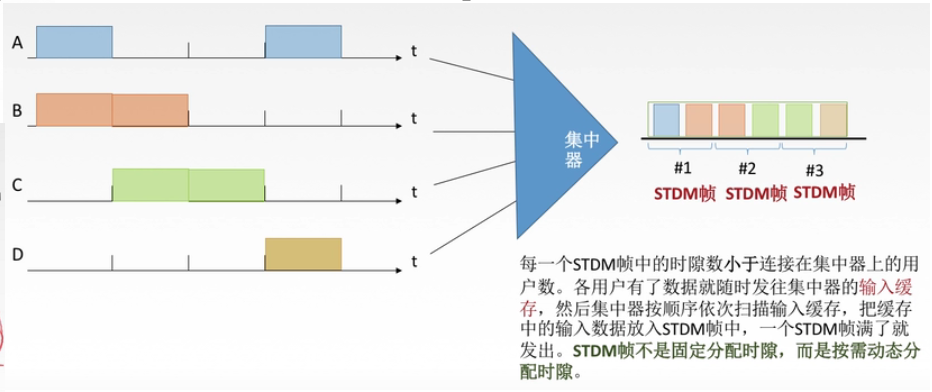 A
t
B
t
C
t
D
t
集中
器
#1
#2
#3
STDM帧
STDM帧
STDM帧
每一个STDM帧中的时隙数小于连接在集中器上的用
户数。各用户有了数据就随时发往集中器的输入缓
存，然后集中器按顺序依次扫描输入缓存，把缓存
中的输入数据放入STDM帧中，一个STDM帧满了就
发出。STDM帧不是固定分配时隙，而是按需动态分
配时隙。